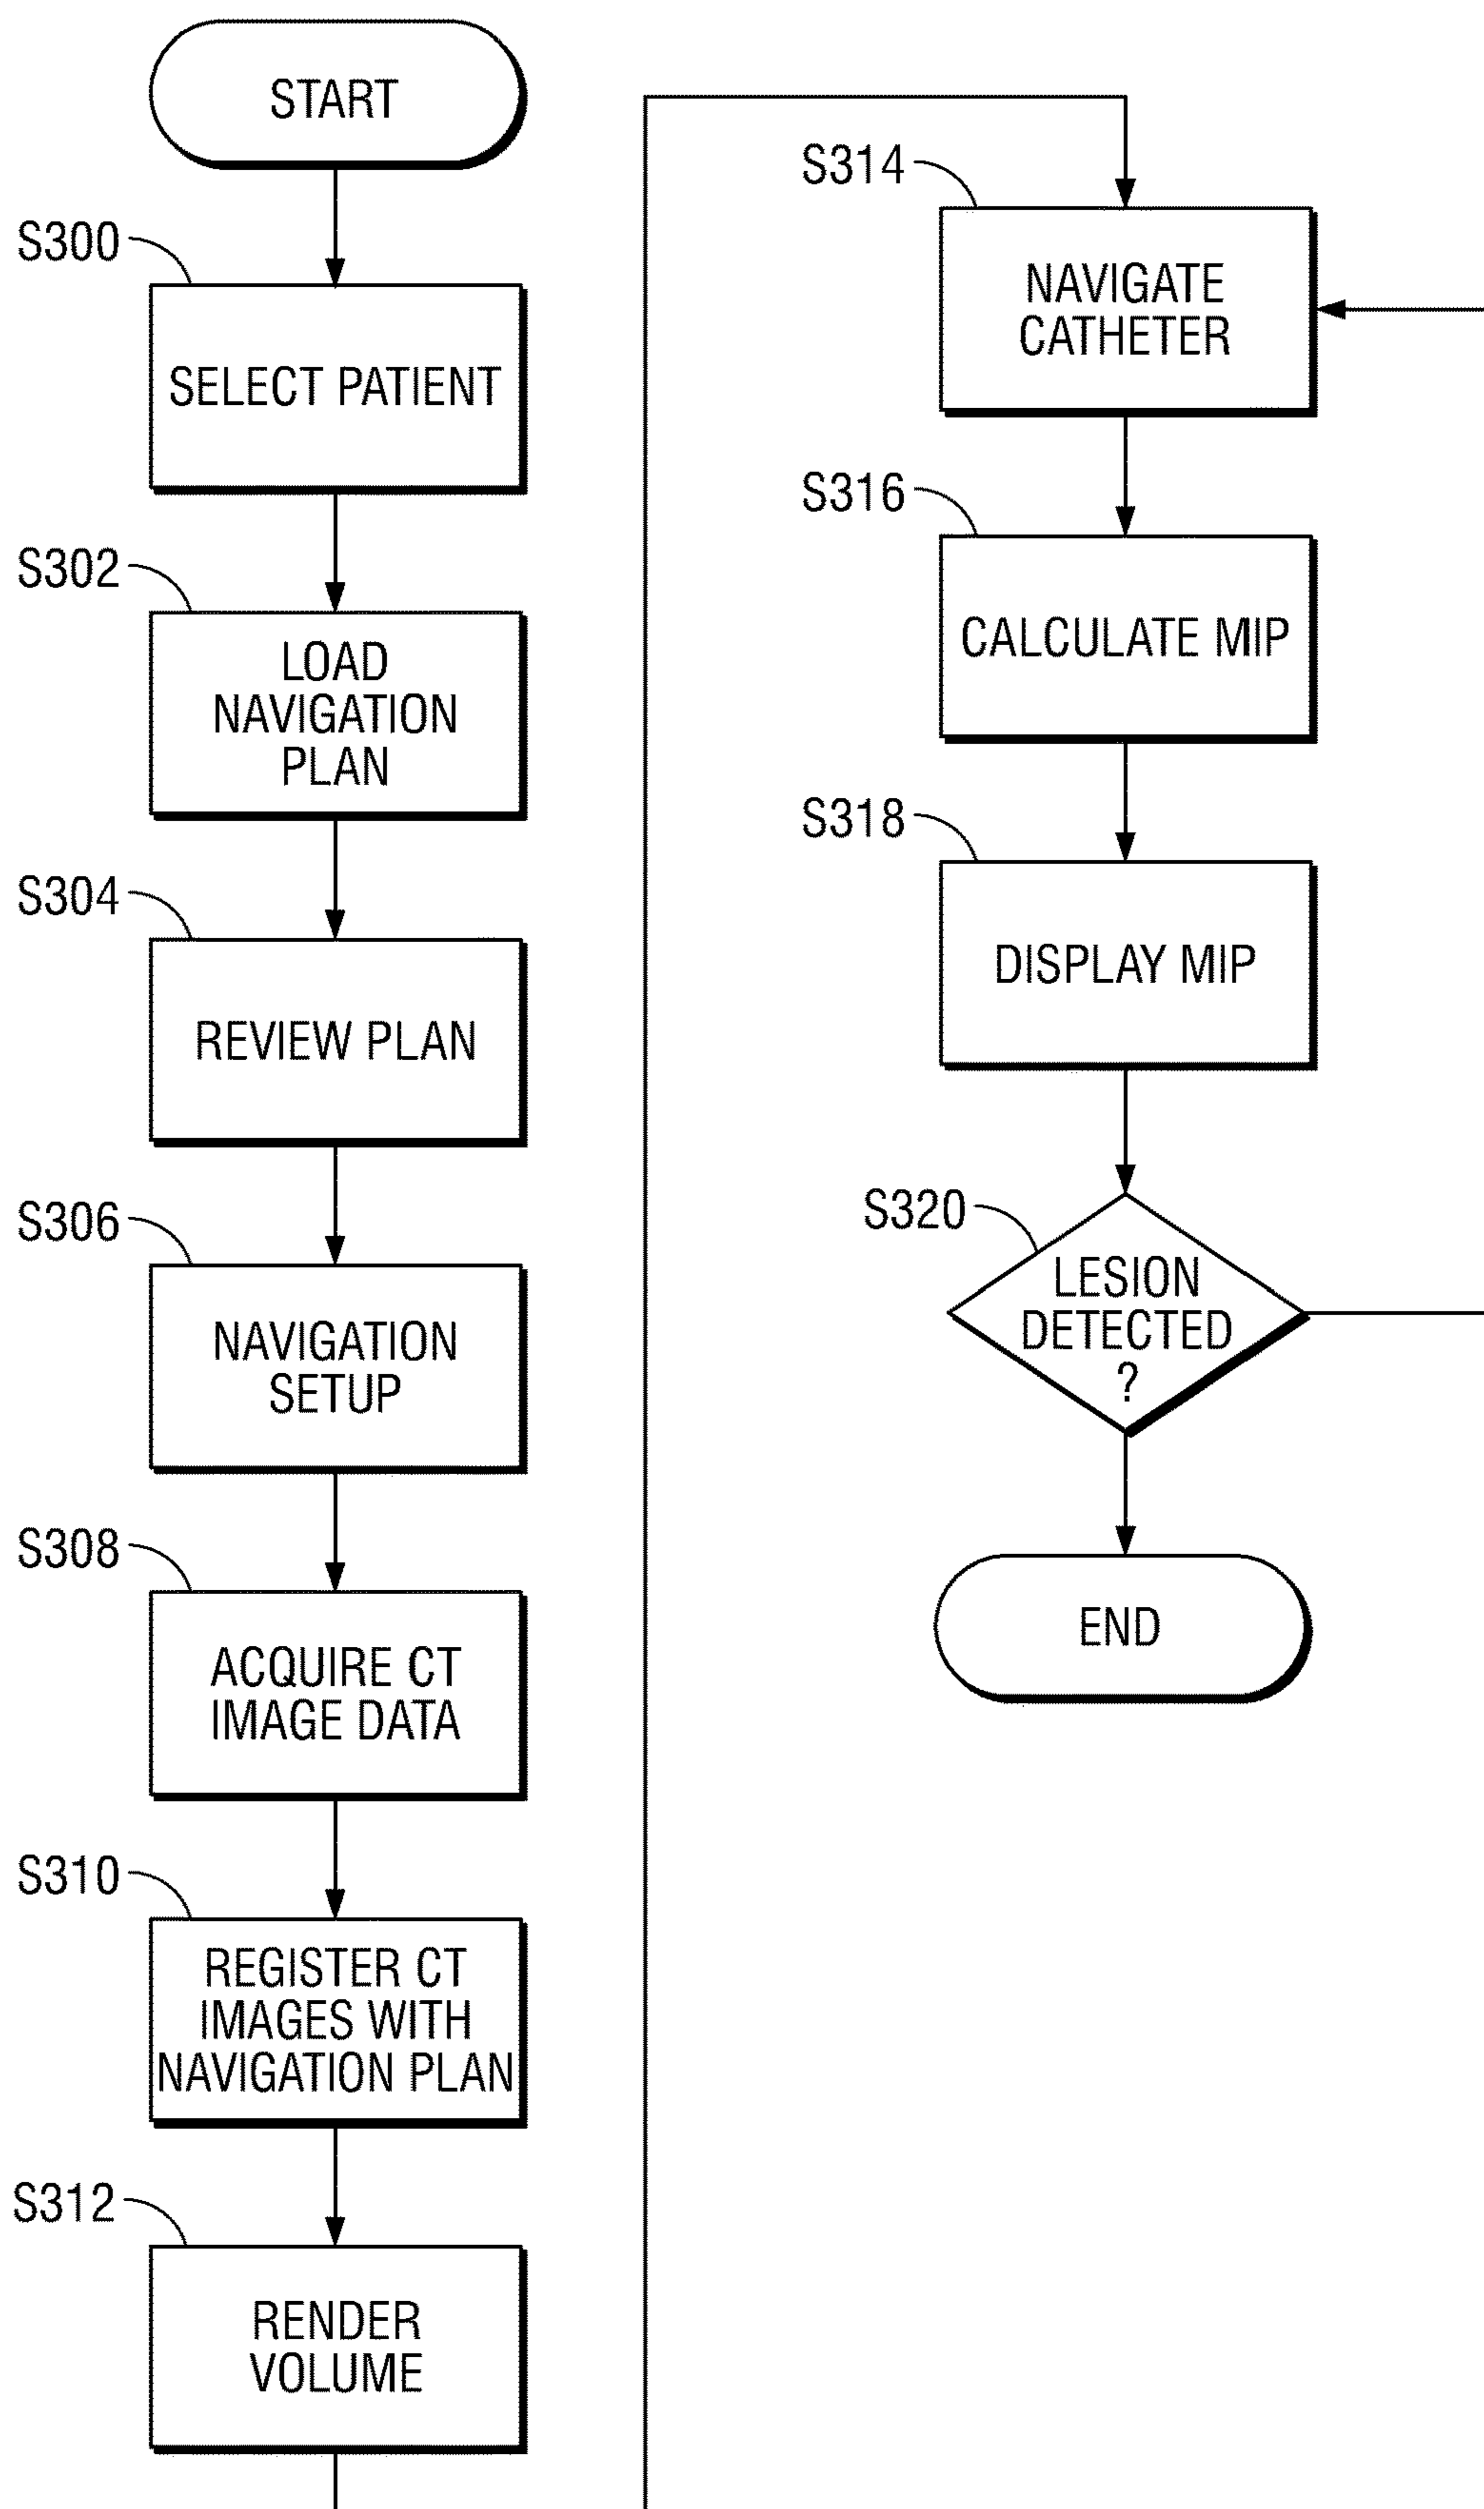 START
S300
SELECT PATIENT
S302
LOAD
NAVIGATION
PLAN
S304
REVIEW PLAN
S306
NAVIGATION
SETUP
S308
ACQUIRE CT
IMAGE DATA
S310
REGISTER CT
IMAGES WITH
NAVIGATION PLAN
S312
RENDER
VOLUME
S314
NAVIGATE
CATHETER
S316
CALCULATE MIP
S318
DISPLAY MIP
S320
LESION
DETECTED
?
END